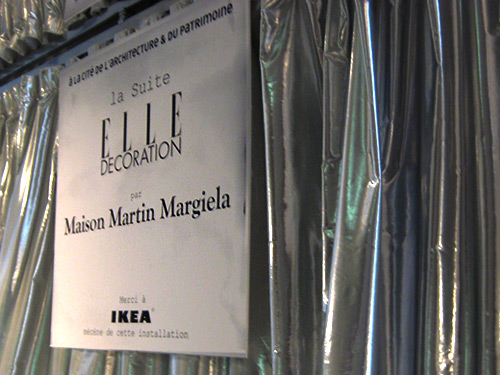 À LA CITÉ DE L'ARCHITECTURE & DU PATRIMOINE
la Suite
ELLE
DECORATION
par
Maison Martin Margiela
Merci à
IKEA
mécène de cette installation